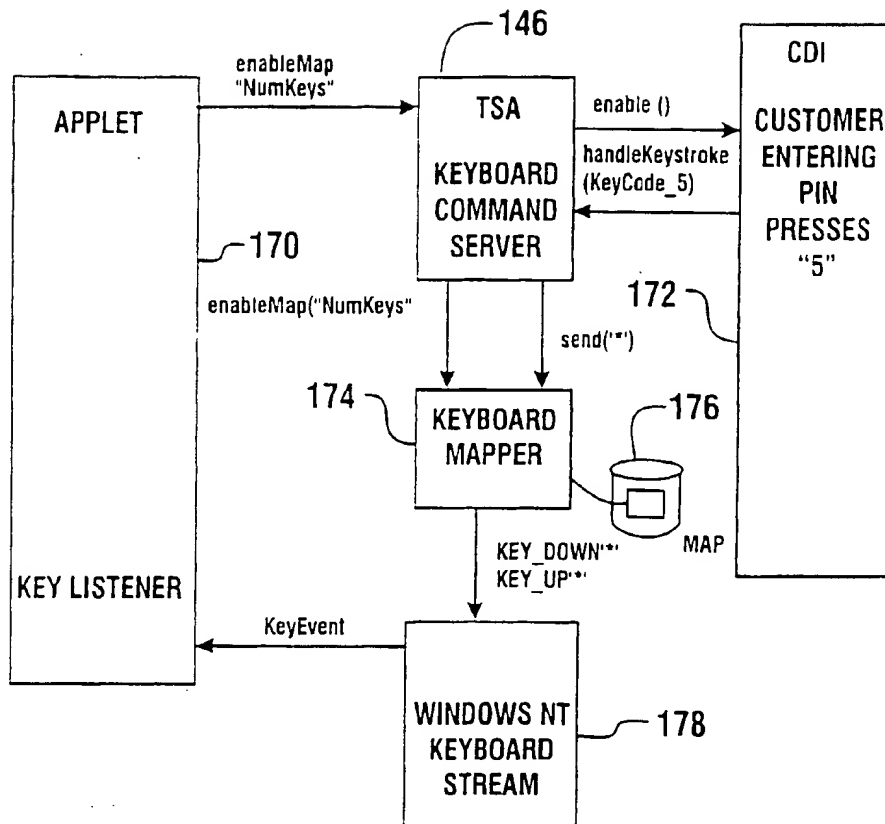 146
enableMap
"NumKeys"
APPLET
TSA
KEYBOARD
COMMAND
SERVER
enable ()
handleKeystroke
(KeyCode_5)
CDI
CUSTOMER
ENTERING
PIN
PRESSES
"5"
170
172
enableMap("NumKeys"
send('*')
174
KEYBOARD
MAPPER
176
MAP
KEY_DOWN'*'
KEY_UP'*'
KEY LISTENER
KeyEvent
WINDOWS NT
KEYBOARD
STREAM
178